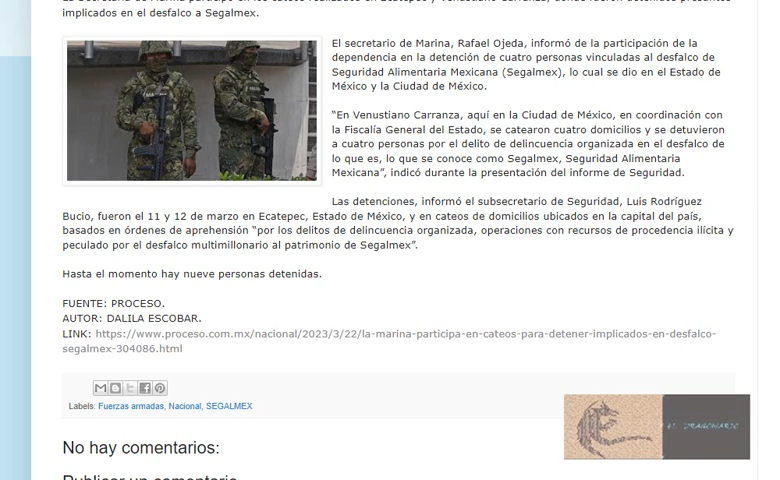 implicados en el desfalco a Segalmex.
El secretario de Marina, Rafael Ojeda, informó de la participación de la
dependencia en la detención de cuatro personas vinculadas al desfalco de
Seguridad Alimentaria Mexicana (Segalmex), lo cual se dio en el Estado de
México y la Ciudad de México.
“En Venustiano Carranza, aquí en la Ciudad de México, en coordinación con
la Fiscalía General del Estado, se catearon cuatro domicilios y se detuvieron
a cuatro personas por el delito de delincuencia organizada en el desfalco de
lo que es, lo que se conoce como Segalmex, Seguridad Alimentaria
Mexicana”, indicó durante la presentación del informe de Seguridad.
Las detenciones, informó el subsecretario de Seguridad, Luis Rodríguez
Bucio, fueron el 11 y 12 de marzo en Ecatepec, Estado de México, y en cateos de domicilios ubicados en la capital del país,
basados en órdenes de aprehensión “por los delitos de delincuencia organizada, operaciones con recursos de procedencia ilícita y
peculado por el desfalco multimillonario al patrimonio de Segalmex”.
Hasta el momento hay nueve personas detenidas.
FUENTE: PROCESO.
AUTOR: DALILA ESCOBAR.
LINK: https://www.proceso.com.mx/nacional/2023/3/22/la-marina-participa-en-cateos-para-detener-implicados-en-desfalco-
segalmex-304086.html
Labels: Fuerzas armadas, Nacional, SEGALMEX
No hay comentarios:
Publicar un comentario